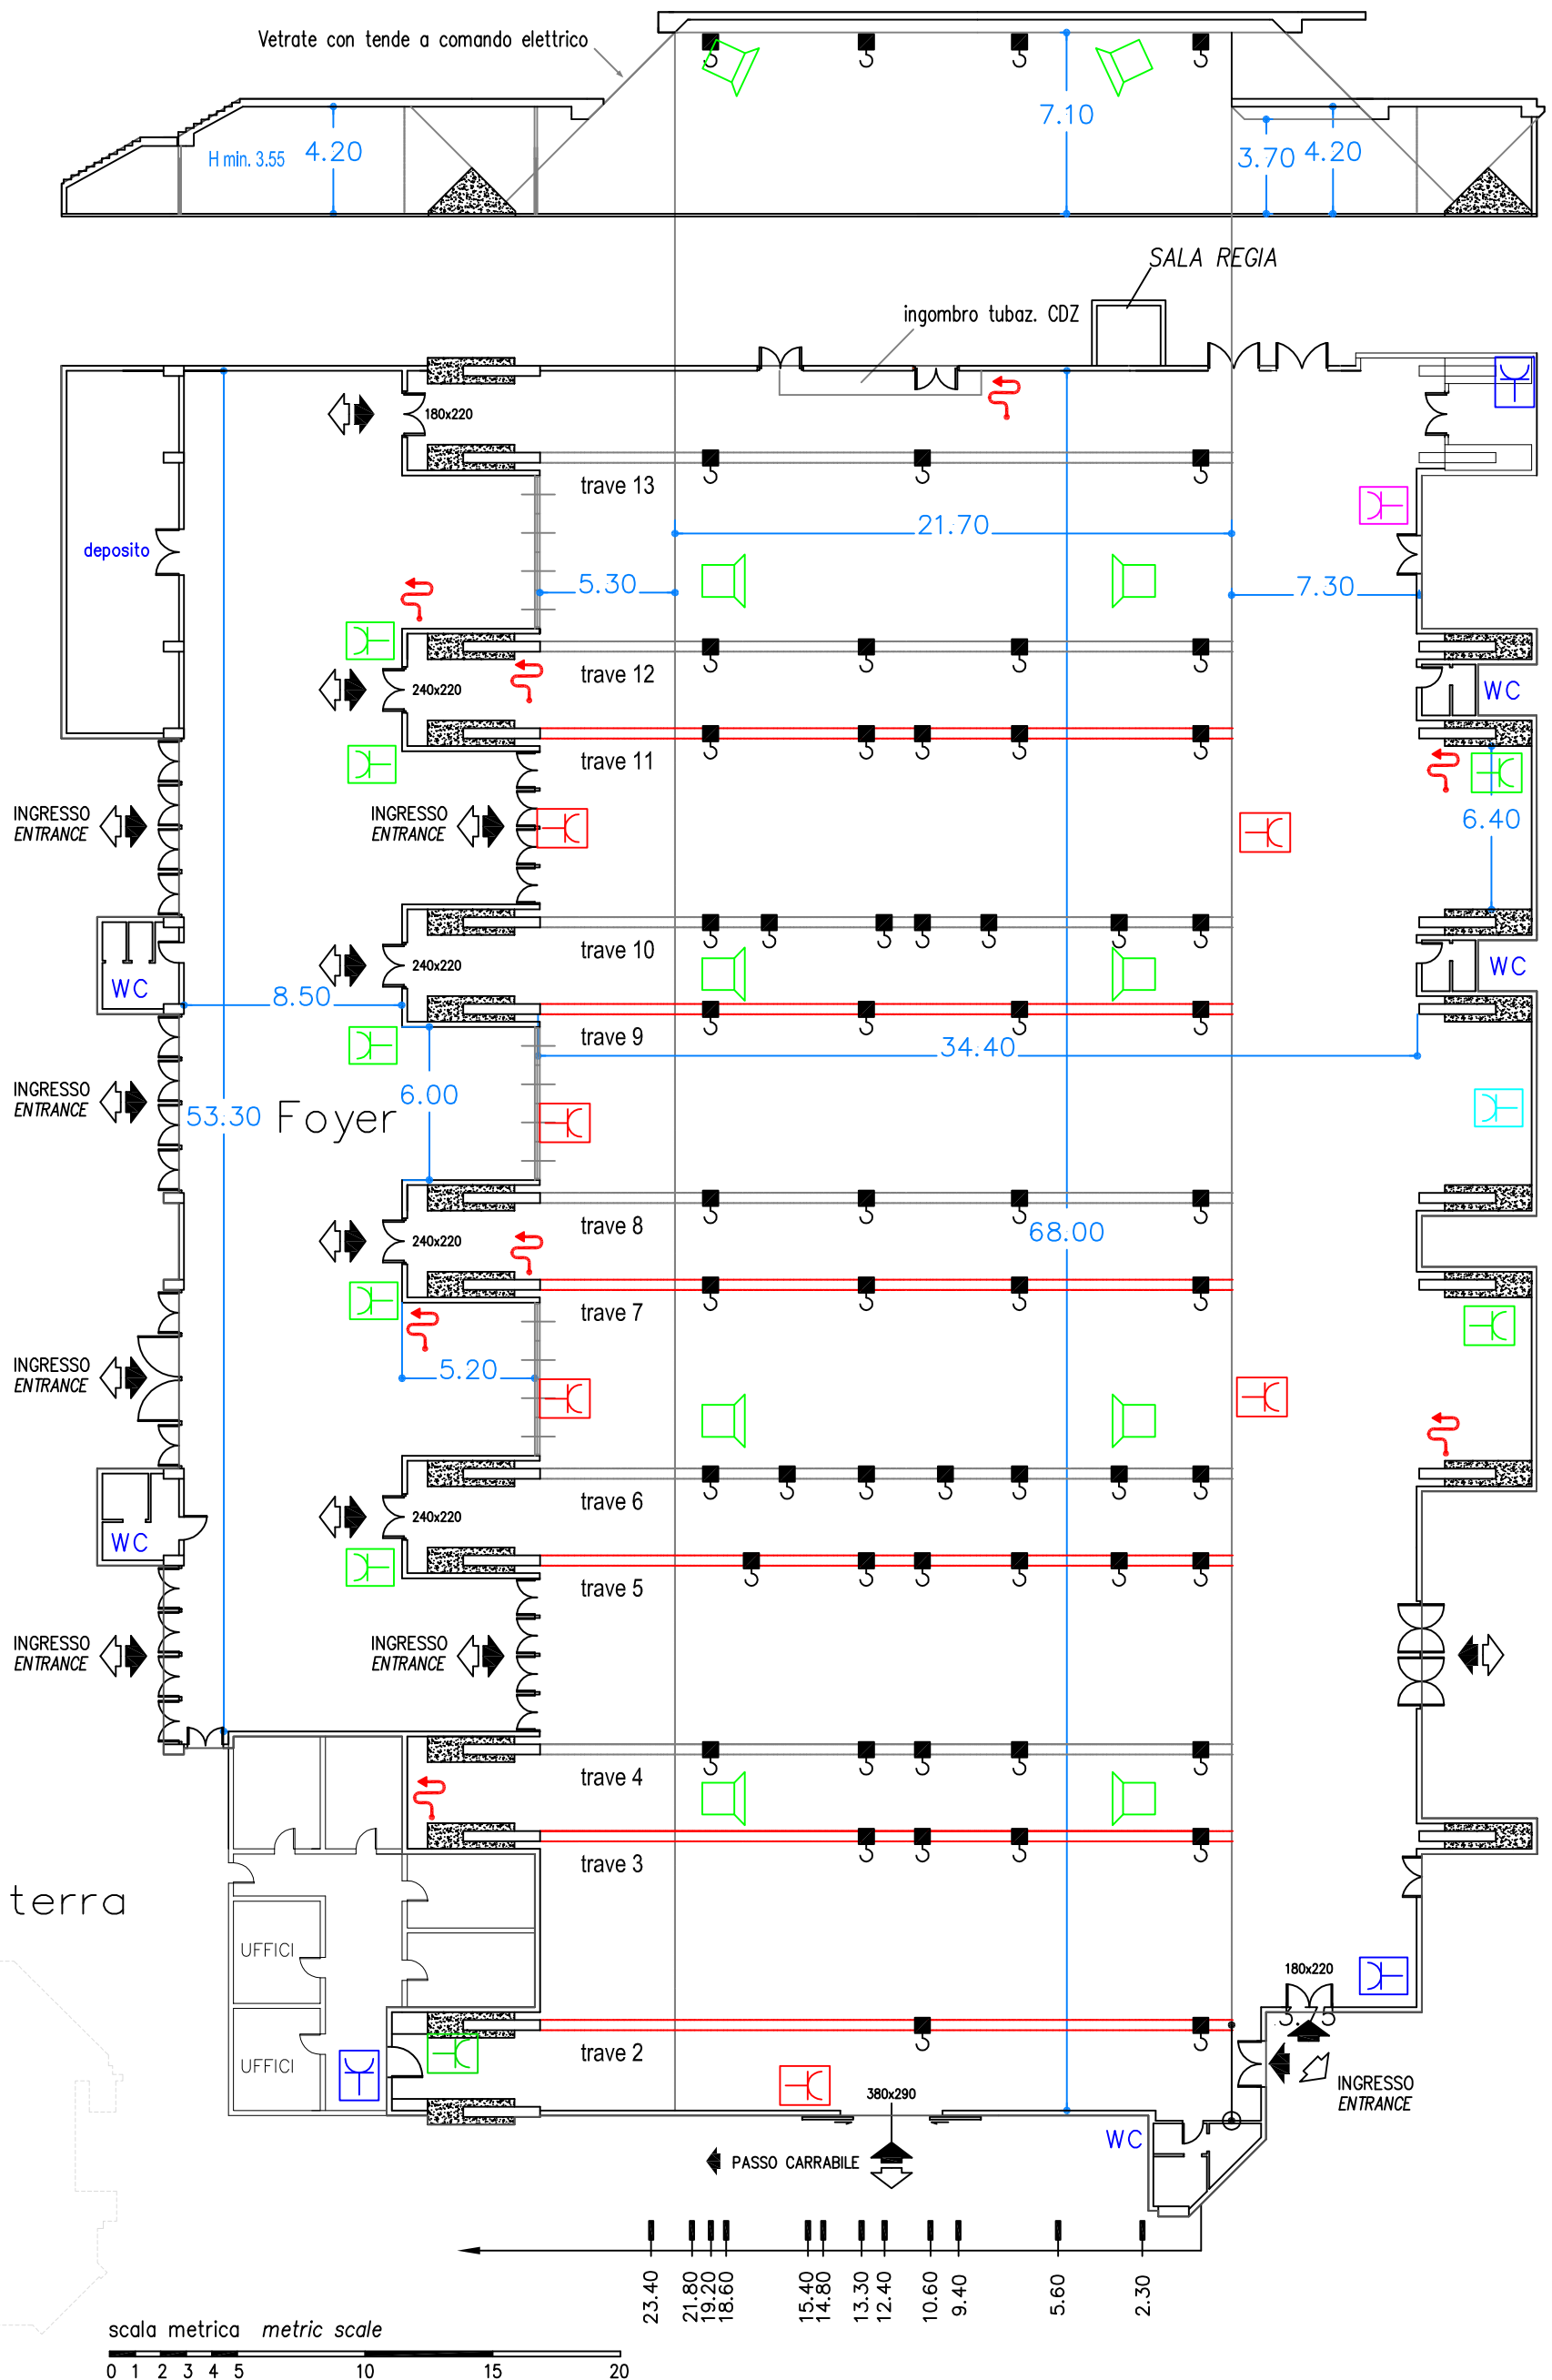 Vetrate con tende a comando elettrico
7.10
H min. 3.55
4.20
3.70
4.20
SALA REGIA
ingombro tubaz. CDZ
180x220
trave 13
21.70
deposito
5.30
7.30
trave 12
240x220
WC
trave 11
INGRESSO
ENTRANCE
INGRESSO
ENTRANCE
6.40
trave 10
240x220
WC
WC
8.50
trave 9
34.40
INGRESSO
ENTRANCE
53.30
Foyer
6.00
trave 8
68.00
240x220
trave 7
INGRESSO
ENTRANCE
5.20
trave 6
240x220
WC
trave 5
INGRESSO
ENTRANCE
INGRESSO
ENTRANCE
trave 4
trave 3
terra
UFFICI
180x220
trave 2
UFFICI
380x290
INGRESSO
ENTRANCE
WC
PASSO CARRABILE
23.40
21.80
19.20
18.60
15.40
14.80
13.30
12.40
10.60
9.40
5.60
2.30
scala metrica metric scale
0 1 2 3 4 5 10 15 20